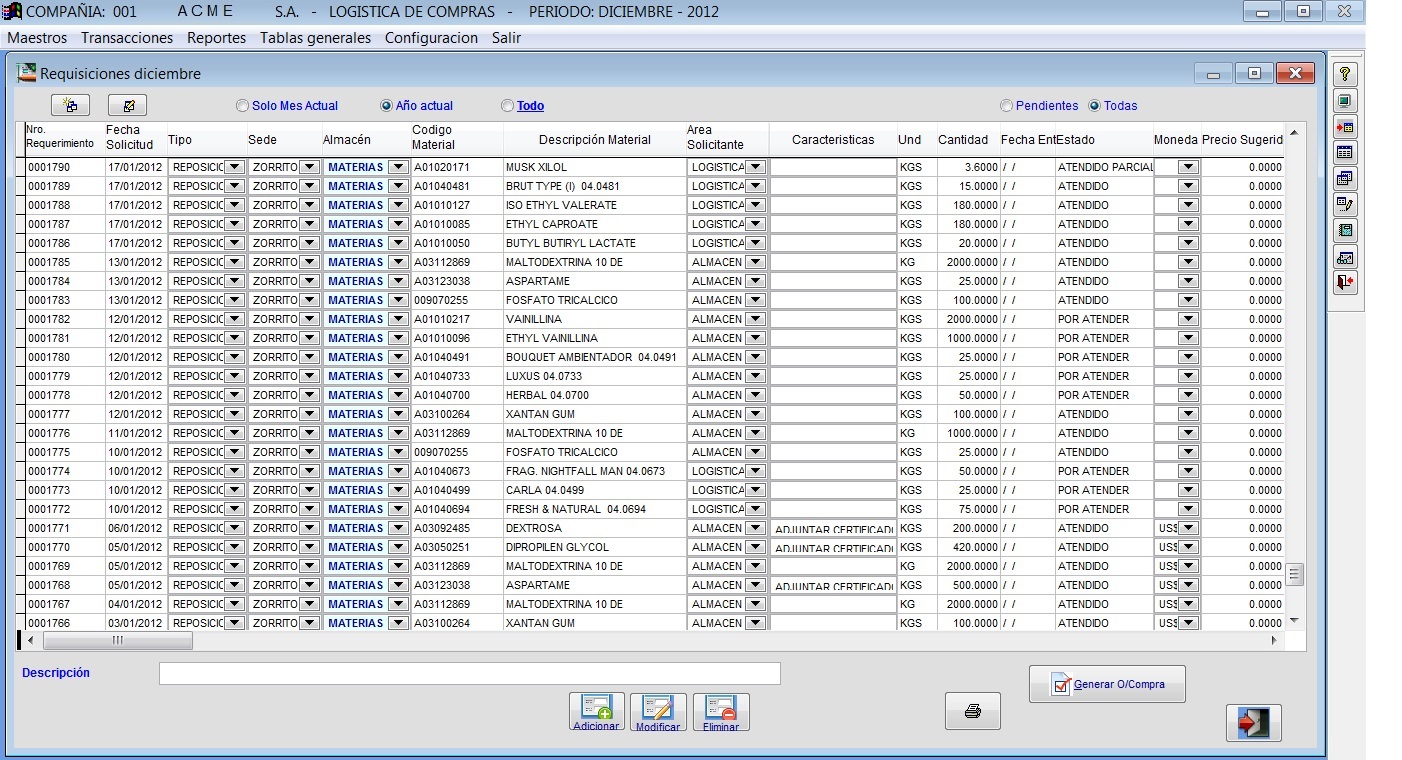 COMPAÑIA: 001 A C M E S.A. - LOGISTICA DE COMPRAS - PERIODO: DICIEMBRE - 2012
Maestros Transacciones Reportes Tablas generales Configuracion Salir
Requisiciones diciembre
Solo Mes Actual Año actual Todo Pendientes Todas
Nro. Requerimiento Fecha Solicitud Tipo Sede Almacén Codigo Material Descripción Material Area Solicitante Caracteristicas Und Cantidad Fecha Ent Estado Moneda Precio Sugerid
0001790 17/01/2012 REPOSICIC ZORRITO MATERIAS A01020171 MUSK XILOL LOGISTICA KGS 3.6000 / / ATENDIDO PARCIAL 0.0000
0001789 17/01/2012 REPOSICIC ZORRITO MATERIAS A01040481 BRUT TYPE (I) 04.0481 LOGISTICA KGS 15.0000 / / ATENDIDO 0.0000
0001788 17/01/2012 REPOSICIC ZORRITO MATERIAS A01010127 ISO ETHYL VALERATE LOGISTICA KGS 180.0000 / / ATENDIDO 0.0000
0001787 17/01/2012 REPOSICIC ZORRITO MATERIAS A01010085 ETHYL CAPROATE LOGISTICA KGS 180.0000 / / ATENDIDO 0.0000
0001786 17/01/2012 REPOSICIC ZORRITO MATERIAS A01010050 BUTYL BUTIRYL LACTATE LOGISTICA KGS 20.0000 / / ATENDIDO 0.0000
0001785 13/01/2012 REPOSICIC ZORRITO MATERIAS A03112869 MALTODEXTRINA 10 DE ALMACEN KG 2000.0000 / / ATENDIDO 0.0000
0001784 13/01/2012 REPOSICIC ZORRITO MATERIAS A03123038 ASPARTAME ALMACEN KGS 25.0000 / / ATENDIDO 0.0000
0001783 13/01/2012 REPOSICIC ZORRITO MATERIAS 009070255 FOSFATO TRICALCICO ALMACEN KGS 100.0000 / / ATENDIDO 0.0000
0001782 12/01/2012 REPOSICIC ZORRITO MATERIAS A01010217 VAINILLINA ALMACEN KGS 2000.0000 / / POR ATENDER 0.0000
0001781 12/01/2012 REPOSICIC ZORRITO MATERIAS A01010096 ETHYL VAINILLINA ALMACEN KGS 1000.0000 / / POR ATENDER 0.0000
0001780 12/01/2012 REPOSICIC ZORRITO MATERIAS A01040491 BOUQUET AMBIENTADOR 04.0491 ALMACEN KGS 25.0000 / / POR ATENDER 0.0000
0001779 12/01/2012 REPOSICIC ZORRITO MATERIAS A01040733 LUXUS 04.0733 ALMACEN KGS 25.0000 / / POR ATENDER 0.0000
0001778 12/01/2012 REPOSICIC ZORRITO MATERIAS A01040700 HERBAL 04.0700 ALMACEN KGS 50.0000 / / POR ATENDER 0.0000
0001777 12/01/2012 REPOSICIC ZORRITO MATERIAS A03100264 XANTAN GUM ALMACEN KGS 100.0000 / / ATENDIDO 0.0000
0001776 11/01/2012 REPOSICIC ZORRITO MATERIAS A03112869 MALTODEXTRINA 10 DE ALMACEN KG 1000.0000 / / ATENDIDO 0.0000
0001775 10/01/2012 REPOSICIC ZORRITO MATERIAS 009070255 FOSFATO TRICALCICO ALMACEN KGS 25.0000 / / ATENDIDO 0.0000
0001774 10/01/2012 REPOSICIC ZORRITO MATERIAS A01040673 FRAG. NIGHTFALL MAN 04.0673 LOGISTICA KGS 50.0000 / / POR ATENDER 0.0000
0001773 10/01/2012 REPOSICIC ZORRITO MATERIAS A01040499 CARLA 04.0499 LOGISTICA KGS 25.0000 / / POR ATENDER 0.0000
0001772 10/01/2012 REPOSICIC ZORRITO MATERIAS A01040694 FRESH & NATURAL 04.0694 LOGISTICA KGS 75.0000 / / POR ATENDER 0.0000
0001771 06/01/2012 REPOSICIC ZORRITO MATERIAS A03092485 DEXTROSA ALMACEN ADJUNTAR CERTIFICAD KGS 200.0000 / / ATENDIDO US$ 0.0000
0001770 05/01/2012 REPOSICIC ZORRITO MATERIAS A03050251 DIPROPILEN GLYCOL ALMACEN ADJUNTAR CERTIFICAD KGS 420.0000 / / ATENDIDO US$ 0.0000
0001769 05/01/2012 REPOSICIC ZORRITO MATERIAS A03112869 MALTODEXTRINA 10 DE ALMACEN KG 2000.0000 / / ATENDIDO US$ 0.0000
0001768 05/01/2012 REPOSICIC ZORRITO MATERIAS A03123038 ASPARTAME ALMACEN ADJUNTAR CERTIFICAD KGS 500.0000 / / ATENDIDO US$ 0.0000
0001767 04/01/2012 REPOSICIC ZORRITO MATERIAS A03112869 MALTODEXTRINA 10 DE ALMACEN KG 2000.0000 / / ATENDIDO US$ 0.0000
0001766 03/01/2012 REPOSICIC ZORRITO MATERIAS A03100264 XANTAN GUM ALMACEN KGS 100.0000 / / ATENDIDO US$ 0.0000
Descripción
Generar O/Compra
Adicionar Modificar Eliminar